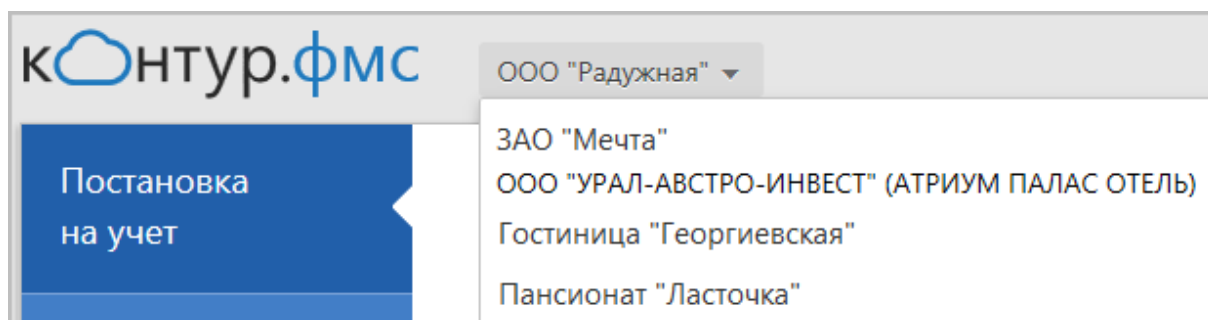 контур.фмс
ООО "Радужная"
ЗАО "Мечта"
ООО "УРАЛ-АВСТРО-ИНВЕСТ" (АТРИУМ ПАЛАС ОТЕЛЬ)
Гостиница "Георгиевская"
Пансионат "Ласточка"
Постановка
на учет